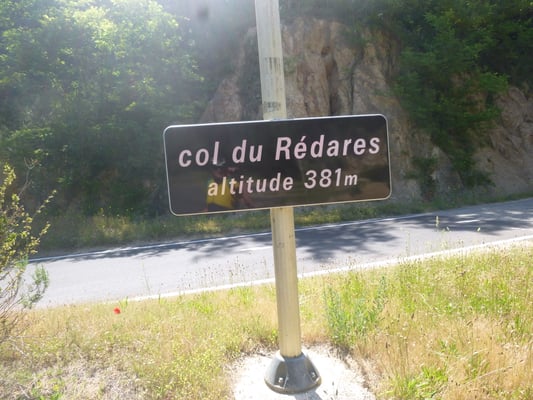 col du Rédares
altitude 381m